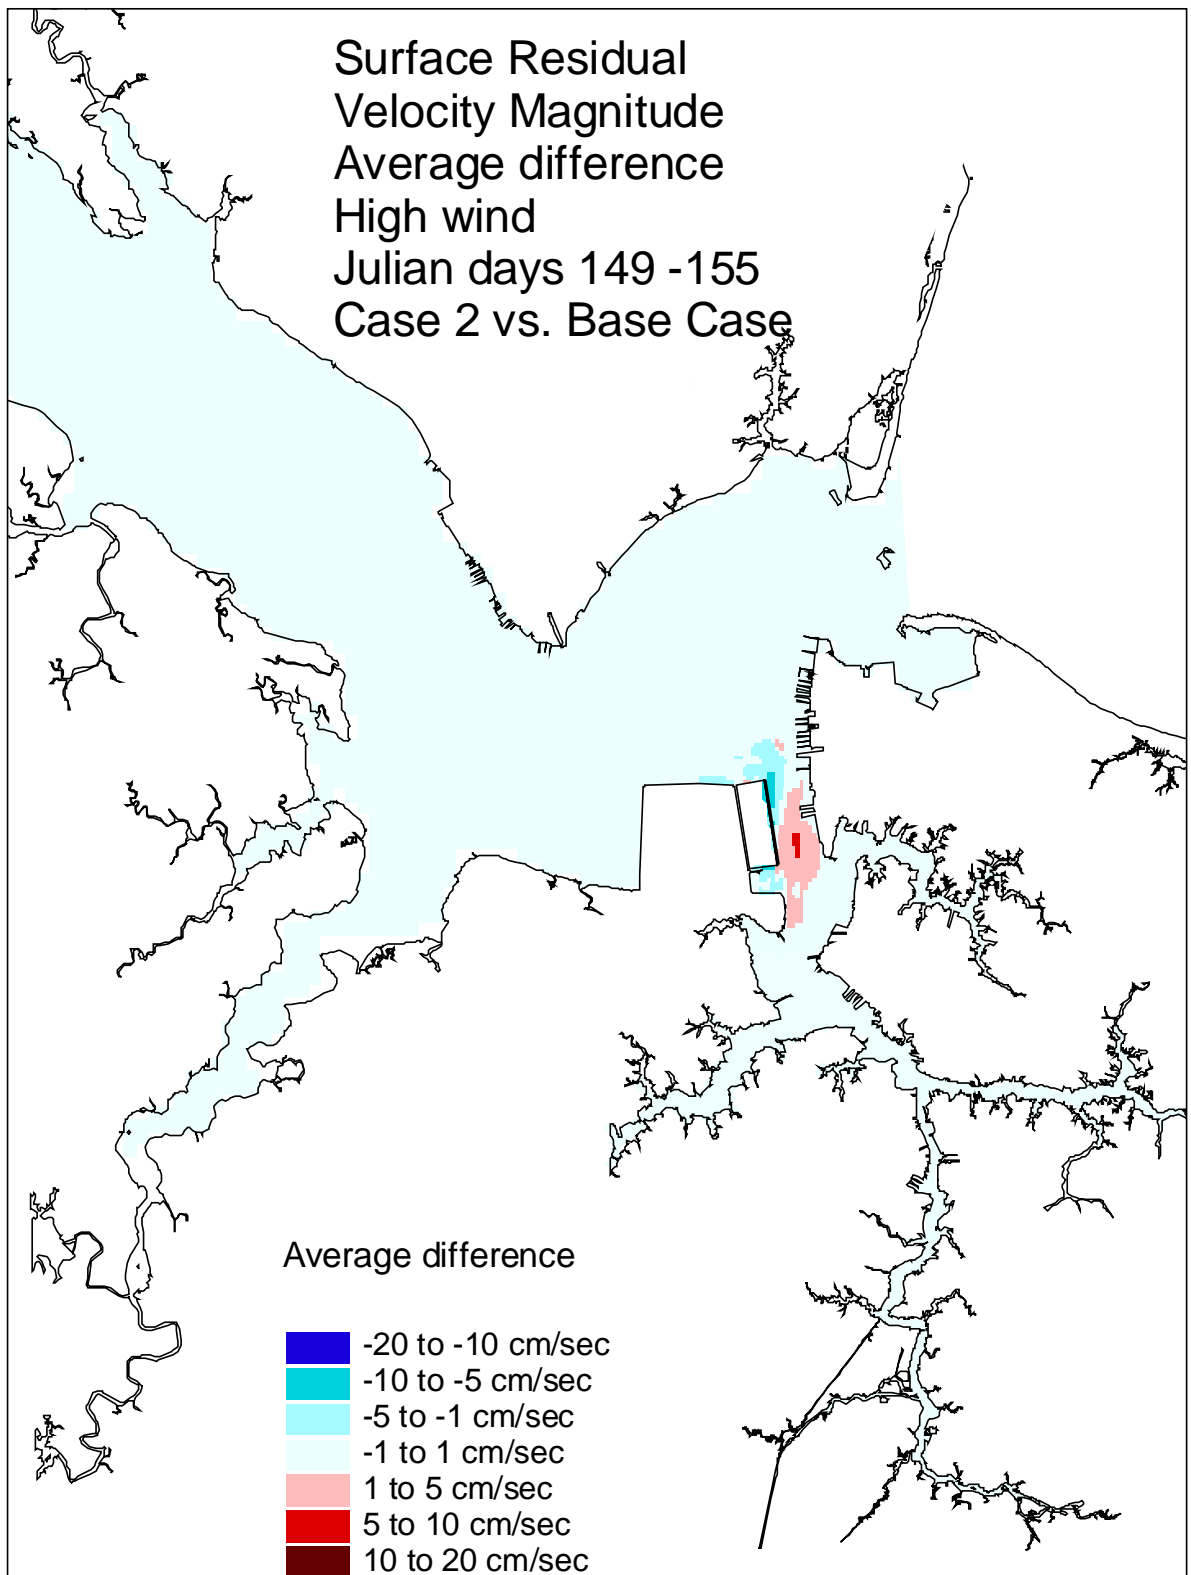 Surface Residual
Velocity Magnitude
Average difference
High wind
Julian days 149 -155
Case 2 vs. Base Case
Average difference
-20 to -10 cm/sec
-10 to -5 cm/sec
-5 to -1 cm/sec
-1 to 1 cm/sec
1 to 5 cm/sec
5 to 10 cm/sec
10 to 20 cm/sec